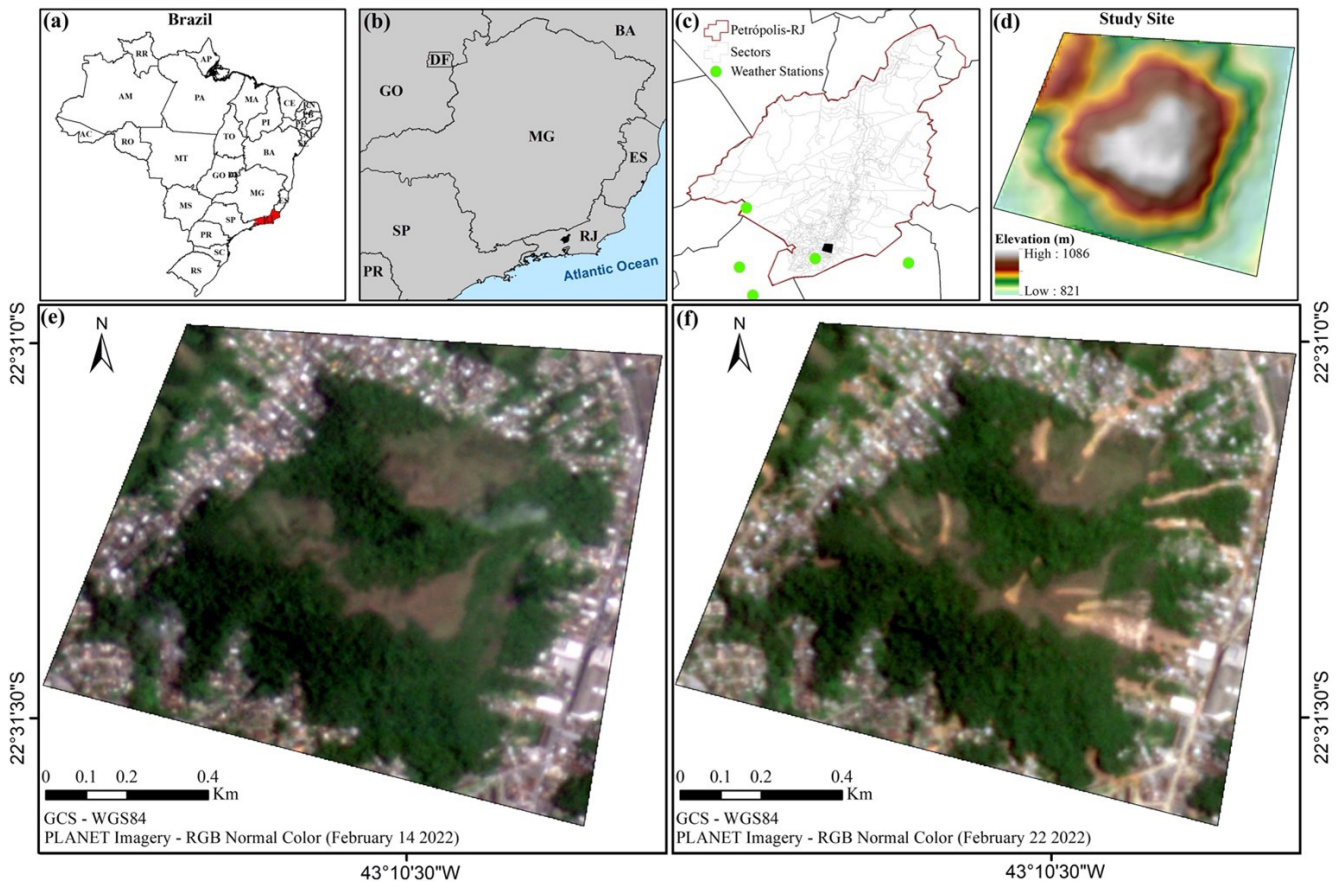 (a)
Brazil
RR
AP
AM
PA
MA
CE
RN
PI
AC
TO
RO
BA
MT
GO
MG
ES
MS
SP
PR
SC
RS
(b)
BA
DF
GO
MG
ES
SP
RJ
PR
Atlantic Ocean
(c)
Petrópolis-RJ
Sectors
Weather Stations
(d)
Study Site
Elevation (m)
High : 1086
Low : 821
(e)
N
22°31'0"S
22°31'30"S
0 0.1 0.2 0.4
Km
GCS - WGS84
PLANET Imagery - RGB Normal Color (February 14 2022)
43°10'30"W
(f)
N
22°31'0"S
22°31'30"S
0 0.1 0.2 0.4
Km
GCS - WGS84
PLANET Imagery - RGB Normal Color (February 22 2022)
43°10'30"W